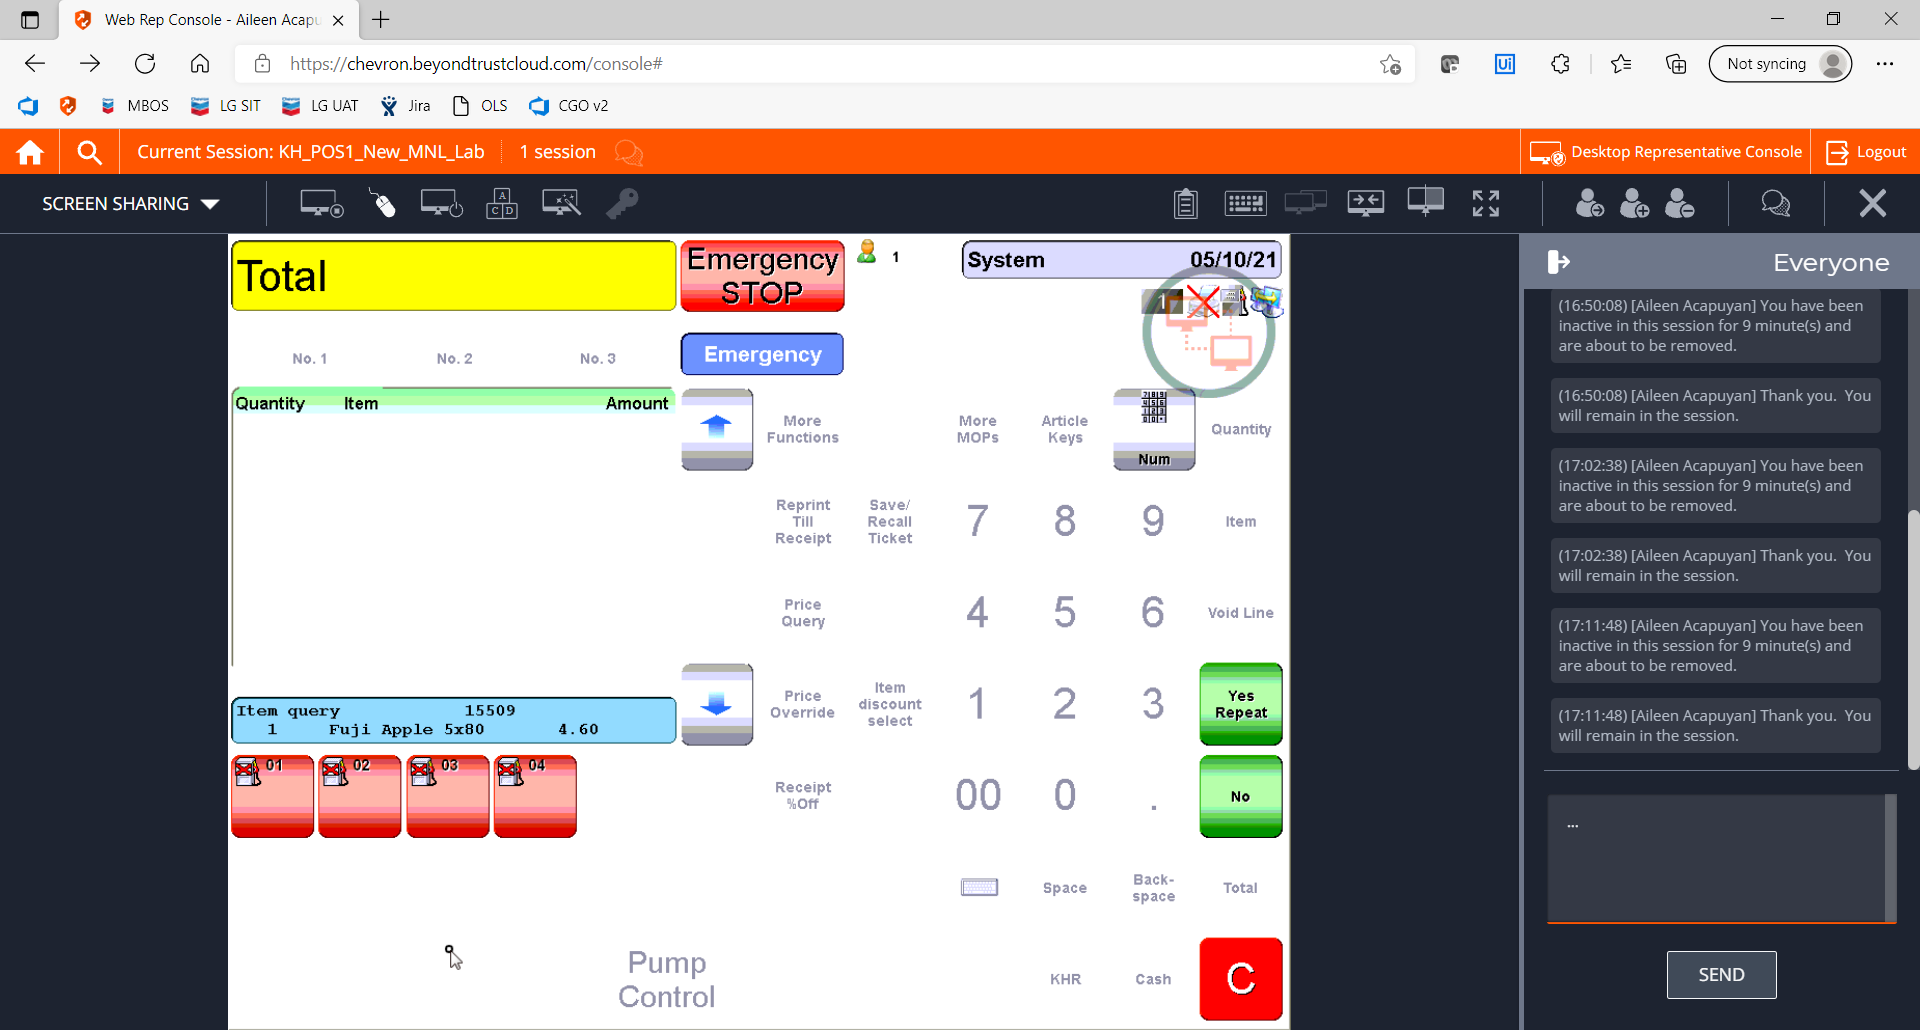 Web Rep Console - Aileen Acapu
https://chevron.beyondtrustcloud.com/console#
Not syncing
MBOS
LG SIT
LG UAT
Jira
OLS
CGO v2
Current Session: KH_POS1_New_MNL_Lab
1 session
Desktop Representative Console
Logout
SCREEN SHARING
Everyone
Total
Emergency
STOP
1
System 05/10/21
1
No. 1
No. 2
No. 3
Emergency
Quantity Item Amount
More
Functions
More
MOPs
Article
Keys
Num
Quantity
Reprint
Till
Receipt
Save/
Recall
Ticket
7
8
9
Item
Price
Query
4
5
6
Void Line
Price
Override
Item
discount
select
1
2
3
Yes
Repeat
Item query 15509
1 Fuji Apple 5x80 4.60
01
02
03
04
Receipt
%Off
00
0
.
No
Space
Back-
space
Total
Pump
Control
KHR
Cash
C
(16:50:08) [Aileen Acapuyan] You have been
inactive in this session for 9 minute(s) and
are about to be removed.
(16:50:08) [Aileen Acapuyan] Thank you. You
will remain in the session.
(17:02:38) [Aileen Acapuyan] You have been
inactive in this session for 9 minute(s) and
are about to be removed.
(17:02:38) [Aileen Acapuyan] Thank you. You
will remain in the session.
(17:11:48) [Aileen Acapuyan] You have been
inactive in this session for 9 minute(s) and
are about to be removed.
(17:11:48) [Aileen Acapuyan] Thank you. You
will remain in the session.
...
SEND